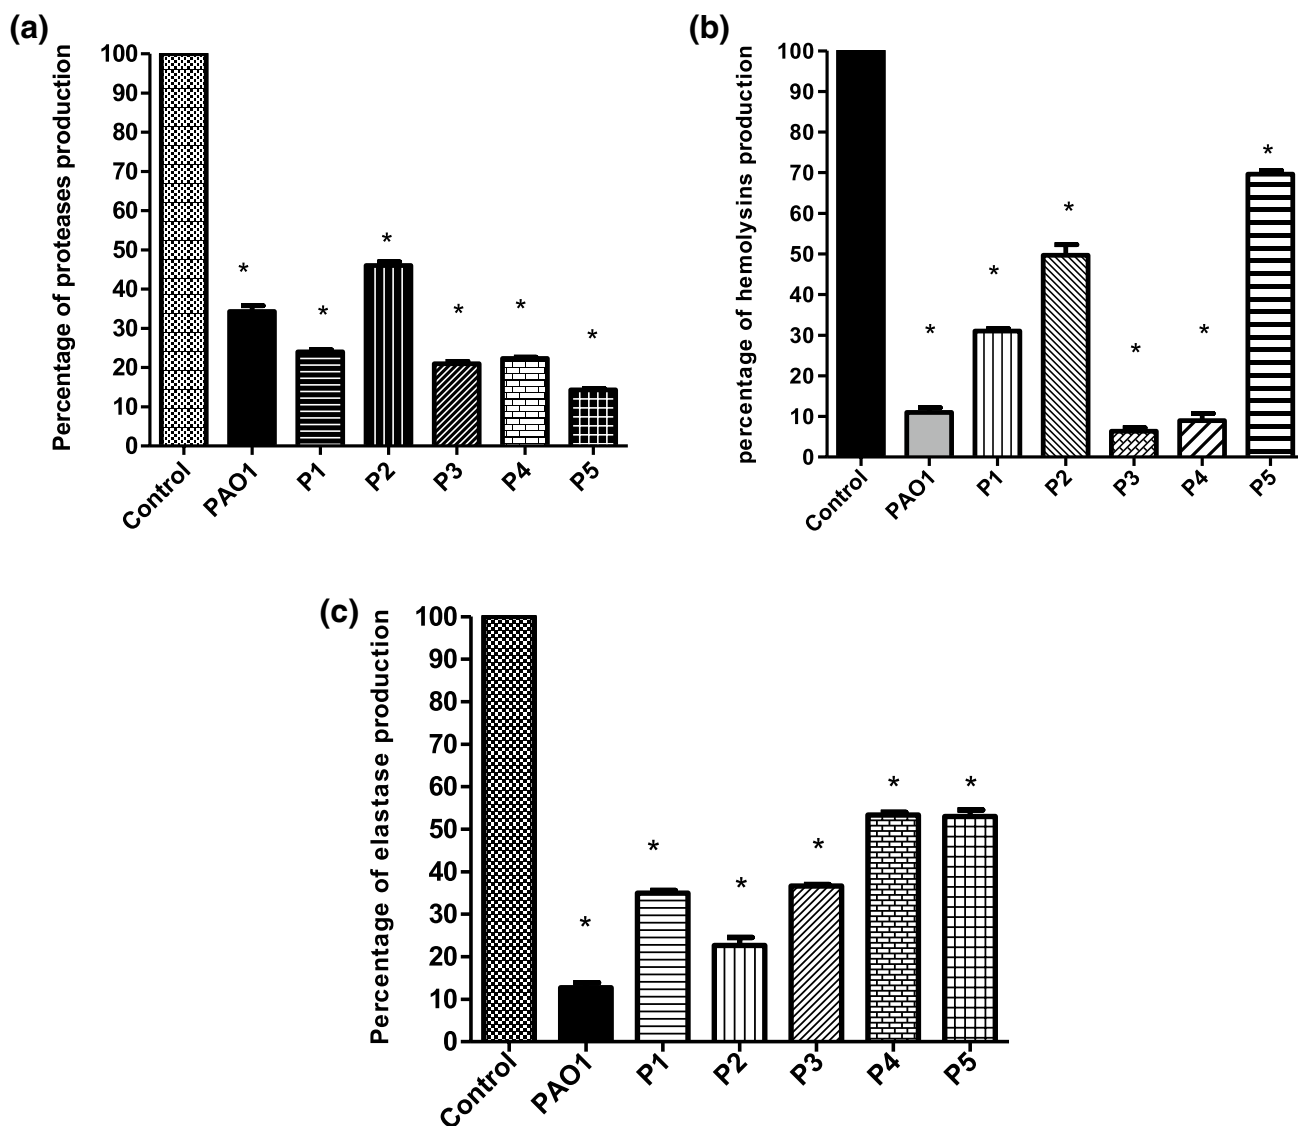 (a)
Percentage of proteases production
100
90
80
70
60
50
40
30
20
10
0
* * * * * * 
Control PAO1 P1 P2 P3 P4 P5
(b)
percentage of hemolysins production
100
90
80
70
60
50
40
30
20
10
0
* * * * * *
Control PAO1 P1 P2 P3 P4 P5
(c)
Percentage of elastase production
100
90
80
70
60
50
40
30
20
10
0
* * * * * *
Control PAO1 P1 P2 P3 P4 P5